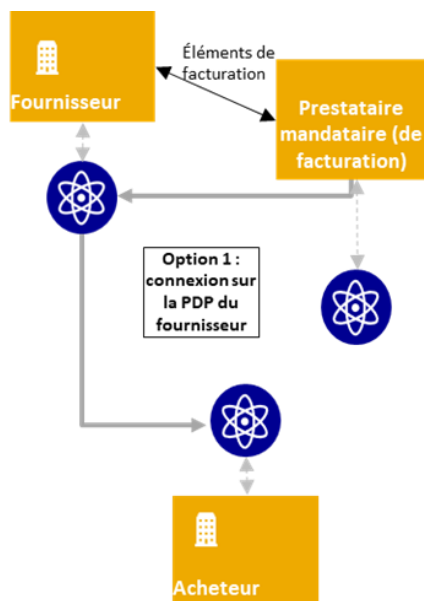 Éléments de
facturation
Fournisseur
Prestataire
mandataire (de
facturation)
Option 1 :
connexion sur
la PDP du
fournisseur
Acheteur